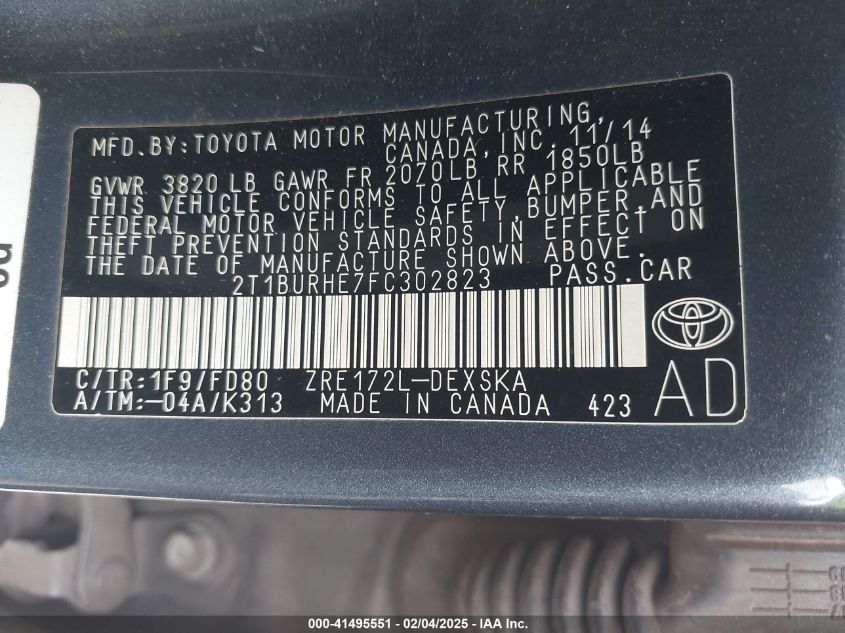 MFD.BY:TOYOTA MOTOR MANUFACTURING,
CANADA,INC. 11/14
GVWR 3820 LB GAWR FR 2070LB RR 1850LB
THIS VEHICLE CONFORMS TO ALL APPLICABLE
FEDERAL MOTOR VEHICLE SAFETY,BUMPER,AND
THEFT PREVENTION STANDARDS IN EFFECT ON
THE DATE OF MANUFACTURE SHOWN ABOVE.
2T1BURHE7FC302823 PASS.CAR
C/TR:1F9/FD80 ZRE172L-DEXSKA
A/TM:-04A/K313 MADE IN CANADA 423
AD
000-41495551 - 02/04/2025 - IAA Inc.